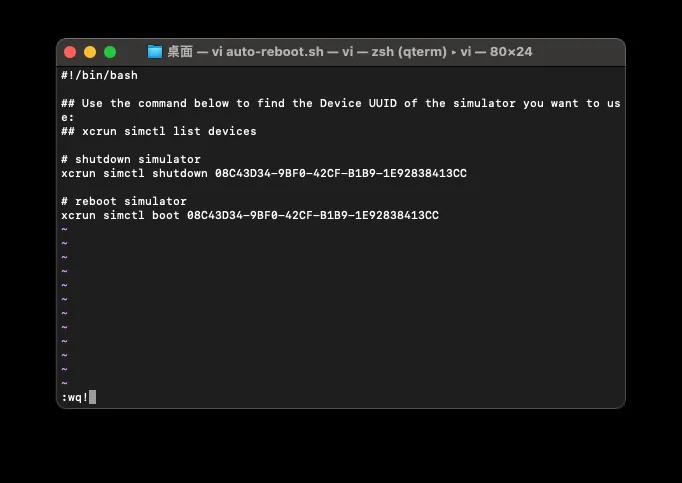 桌面 — vi auto-reboot.sh — vi — zsh (qterm) ▸ vi — 80×24
#!/bin/bash
## Use the command below to find the Device UUID of the simulator you want to us
e:
## xcrun simctl list devices
# shutdown simulator
xcrun simctl shutdown 08C43D34-9BF0-42CF-B1B9-1E92838413CC
# reboot simulator
xcrun simctl boot 08C43D34-9BF0-42CF-B1B9-1E92838413CC
~
~
~
~
~
~
~
~
~
~
~
~
:wq!